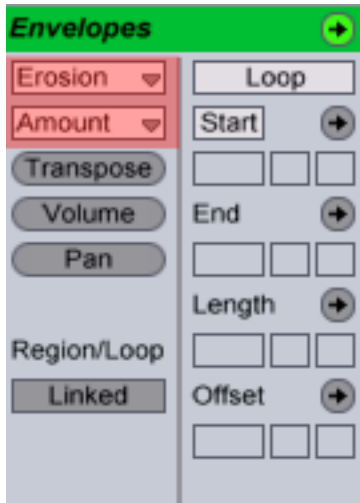 Envelopes
Erosion
Amount
Transpose
Volume
Pan
Region/Loop
Linked
Loop
Start
End
Length
Offset